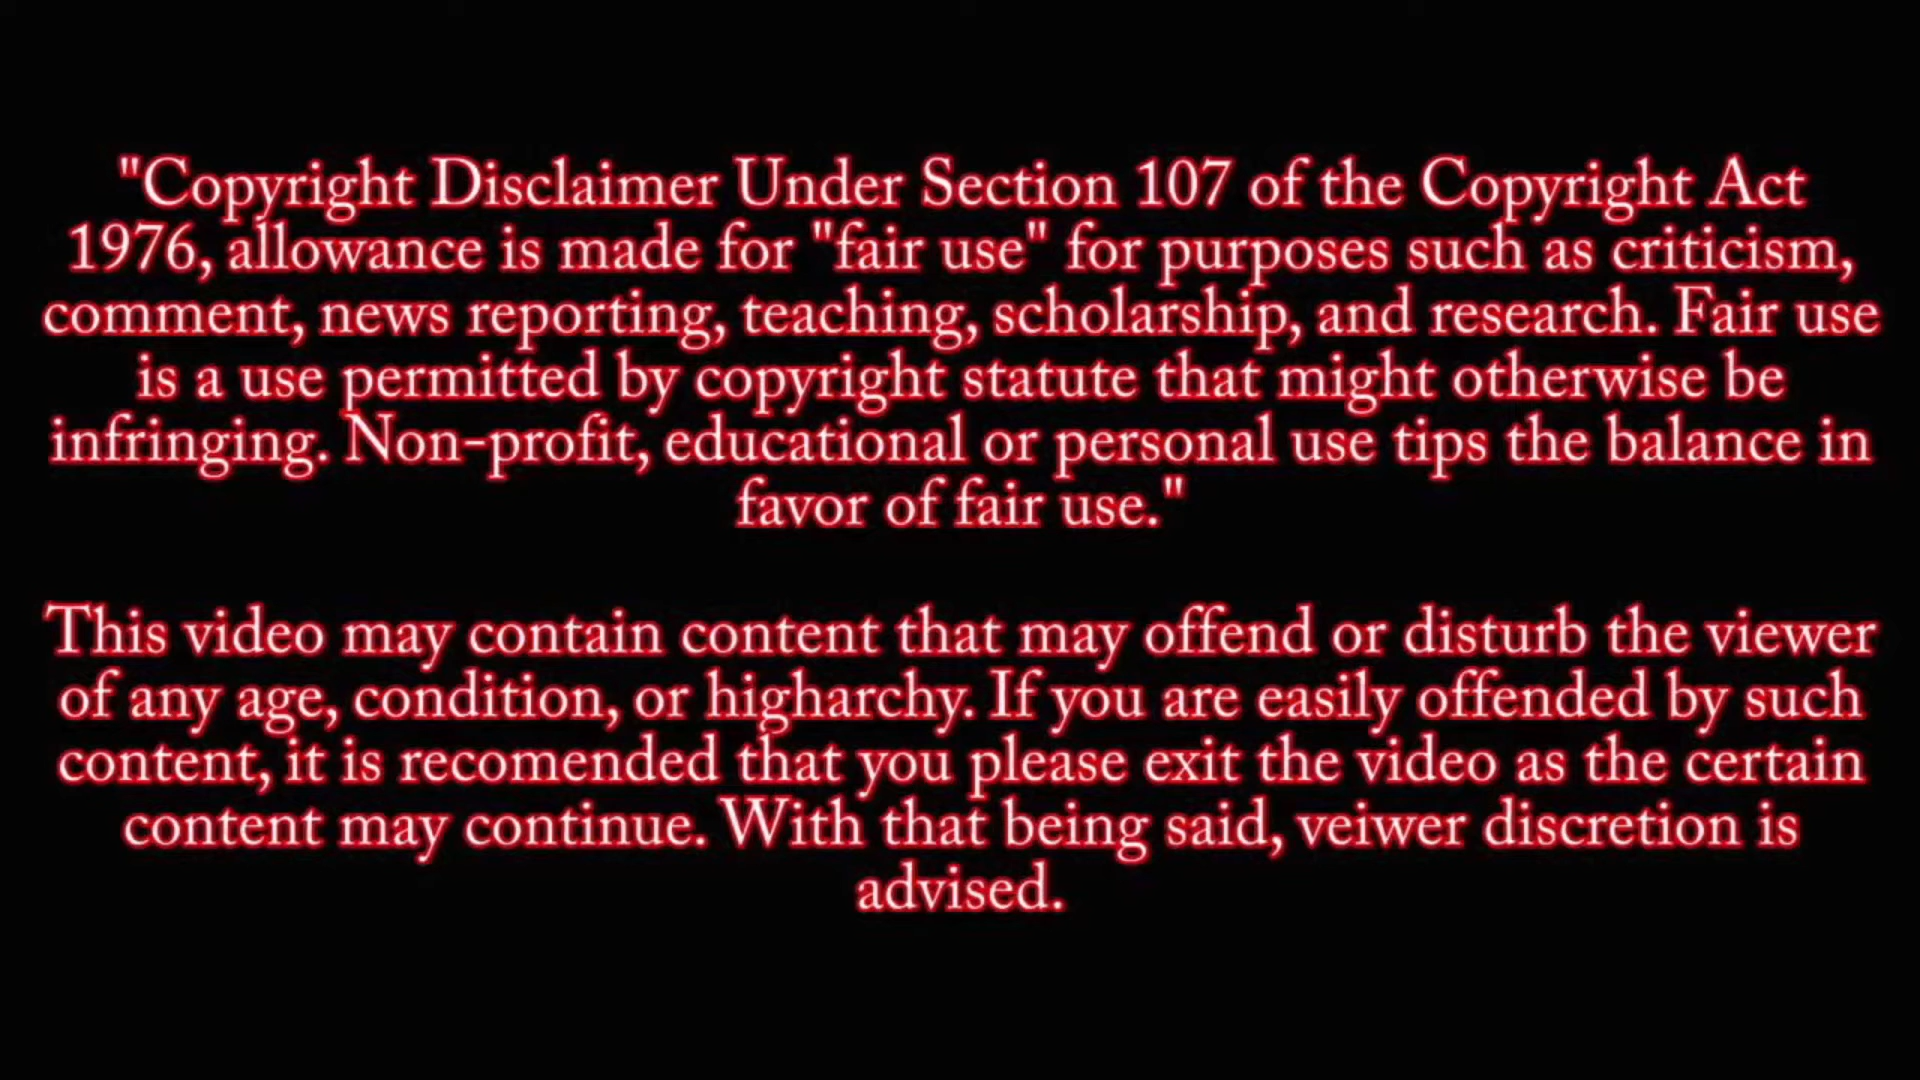 "Copyright Disclaimer Under Section 107 of the Copyright Act
1976, allowance is made for "fair use" for purposes such as criticism,
comment, news reporting, teaching, scholarship, and research. Fair use
is a use permitted by copyright statute that might otherwise be
infringing. Non-profit, educational or personal use tips the balance in
favor of fair use."
This video may contain content that may offend or disturb the viewer
of any age, condition, or higharchy. If you are easily offended by such
content, it is recomended that you please exit the video as the certain
content may continue. With that being said, veiwer discretion is
advised.